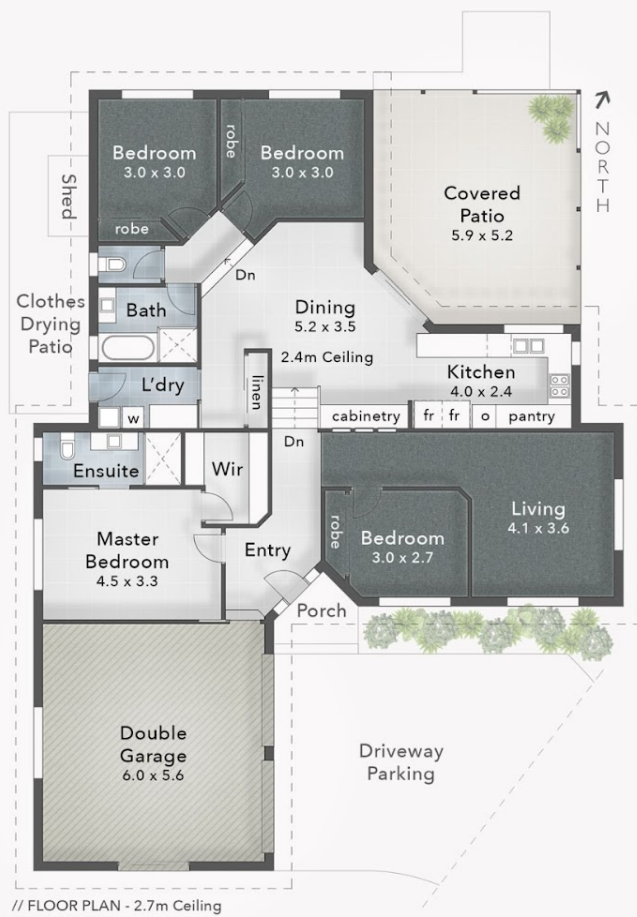 Bedroom
3.0 x 3.0
robe
robe
Bedroom
3.0 x 3.0
Covered
Patio
5.9 x 5.2
NORTH
Shed
Dn
Clothes
Drying
Patio
Bath
Dining
5.2 x 3.5
2.4m Ceiling
Kitchen
4.0 x 2.4
L'dry
w
linen
cabinetry
fr
fr
o
pantry
Dn
Ensuite
Wir
Living
4.1 x 3.6
robe
Bedroom
3.0 x 2.7
Master
Bedroom
4.5 x 3.3
Entry
Porch
Double
Garage
6.0 x 5.6
Driveway
Parking
// FLOOR PLAN - 2.7m Ceiling